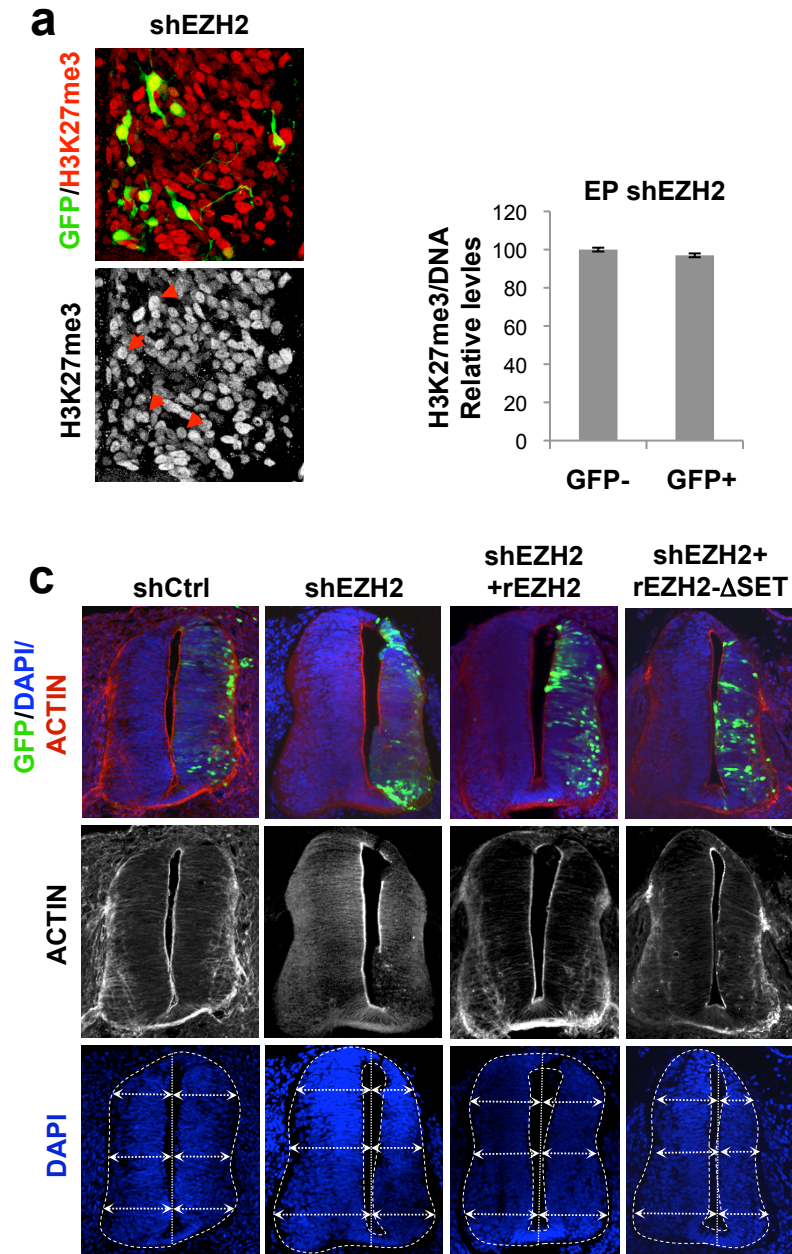 a
shEZH2
GFP/H3K27me3
H3K27me3
EP shEZH2
H3K27me3/DNA
Relative levles
120
100
80
60
40
20
0
GFP-
GFP+
c
shCtrl
shEZH2
shEZH2
+rEZH2
shEZH2+
rEZH2-ΔSET
GFP/DAPI/
ACTIN
ACTIN
DAPI